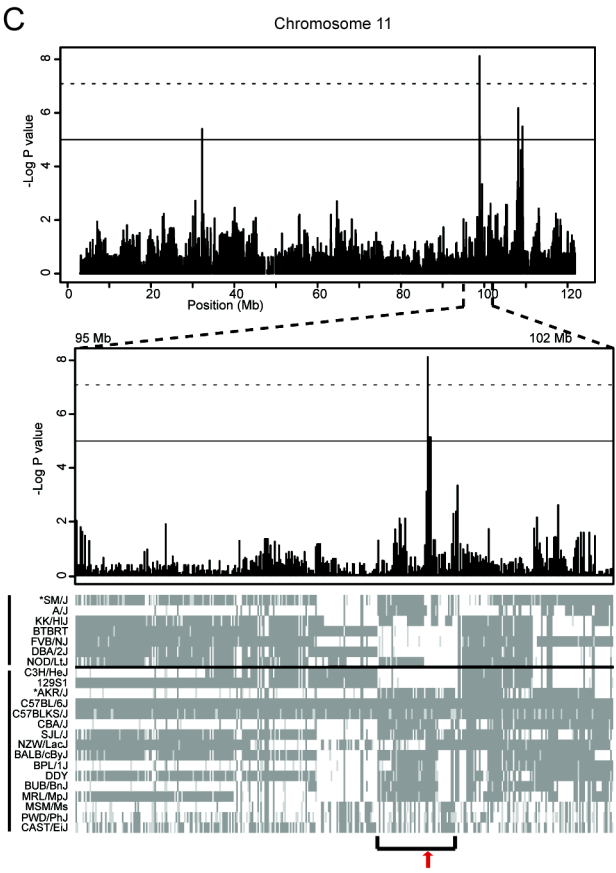 C
Chromosome 11
-Log P value
8
6
4
2
0
0 20 40 60 80 100 120
Position (Mb)
95 Mb 102 Mb
-Log P value
8
6
4
2
0
*SM/J
A/J
KK/HlJ
BTBRT
FVB/NJ
DBA/2J
NOD/LtJ
C3H/HeJ
129S1
*AKR/J
C57BL/6J
C57BLKS/J
CBA/J
SJL/J
NZW/LacJ
BALB/cByJ
BPL/1J
DDY
BUB/BnJ
MRL/MpJ
MSM/Ms
PWD/PhJ
CAST/EiJ